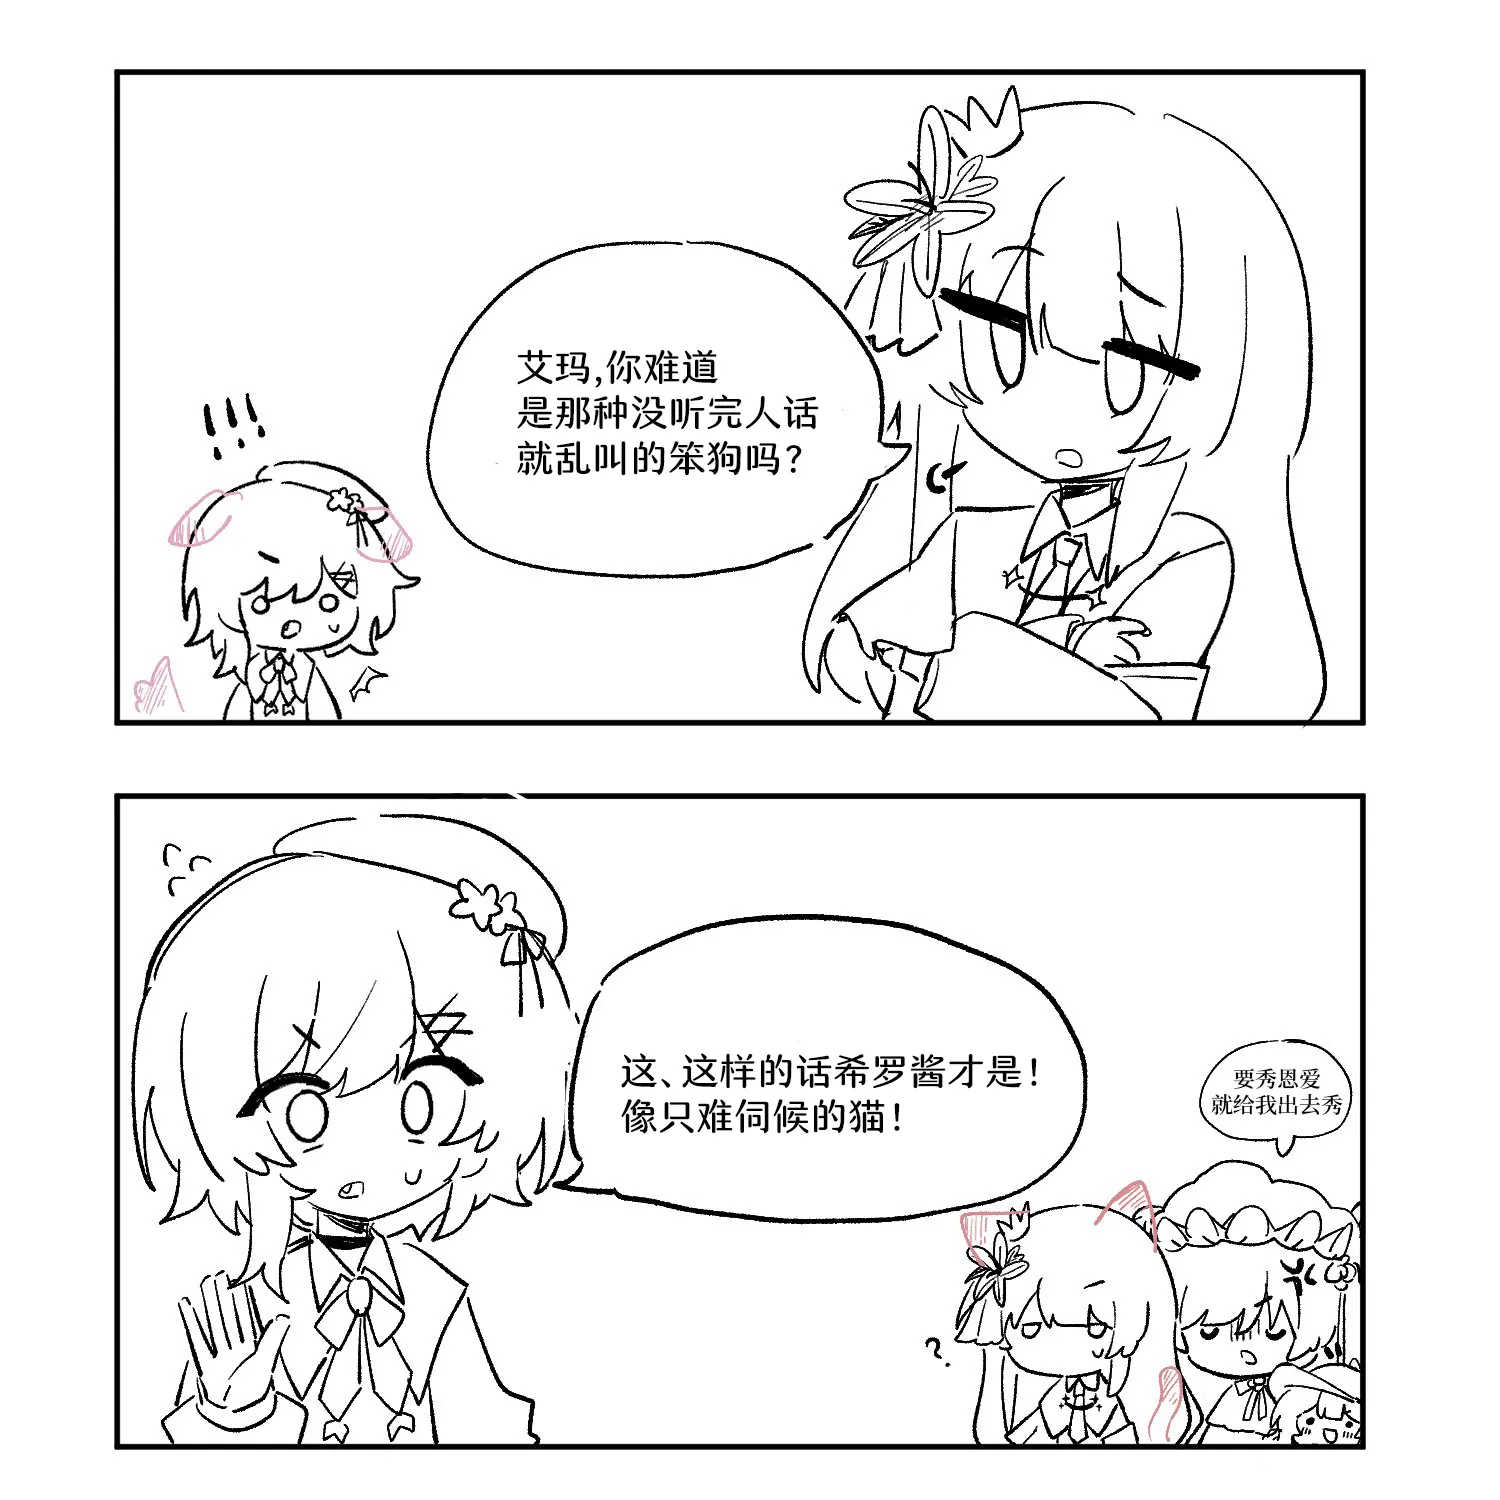 !!!
艾玛,你难道
是那种没听完人话
就乱叫的笨狗吗？
这、这样的话希罗酱才是！
像只难伺候的猫！
要秀恩爱
就给我出去秀
?